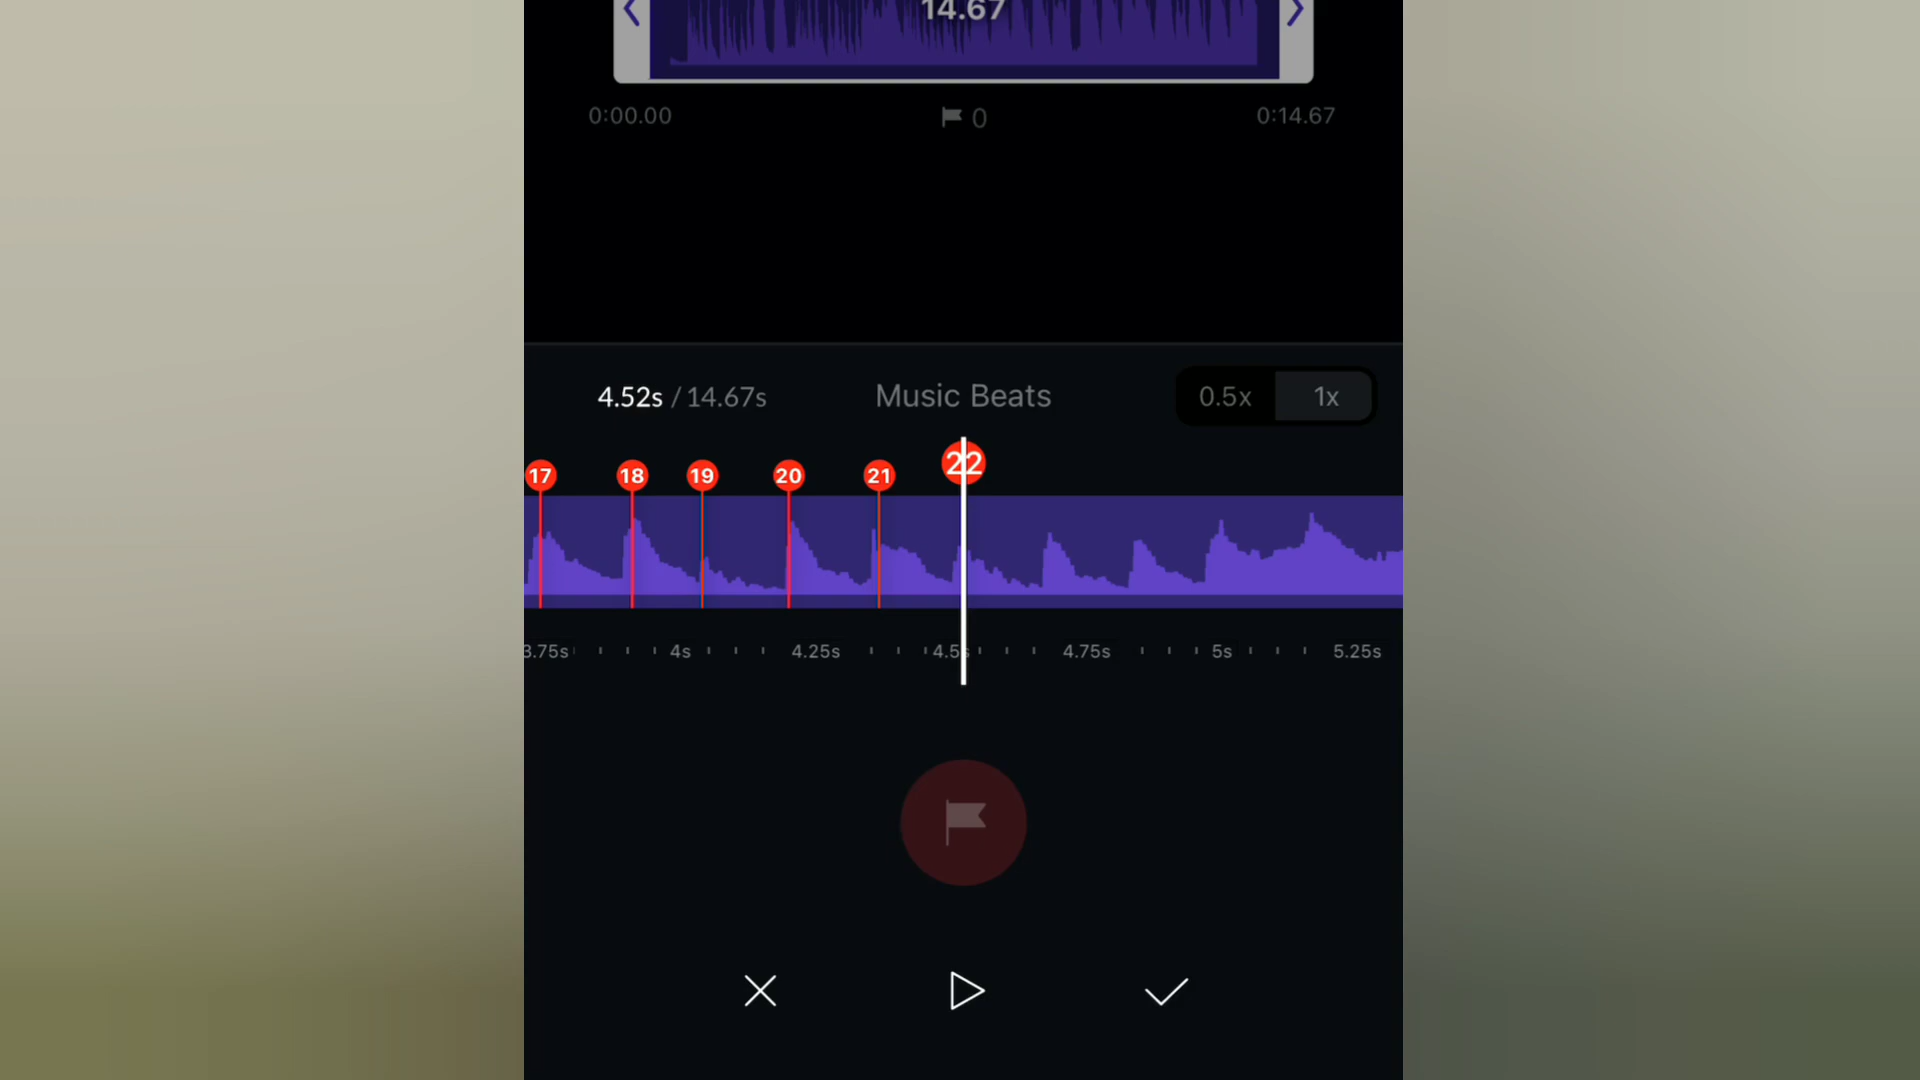 14.67
0:00.00 0 0:14.67
4.52s / 14.67s Music Beats 0.5x 1x
17 18 19 20 21 22
3.75s 4s 4.25s 4.5s 4.75s 5s 5.25s